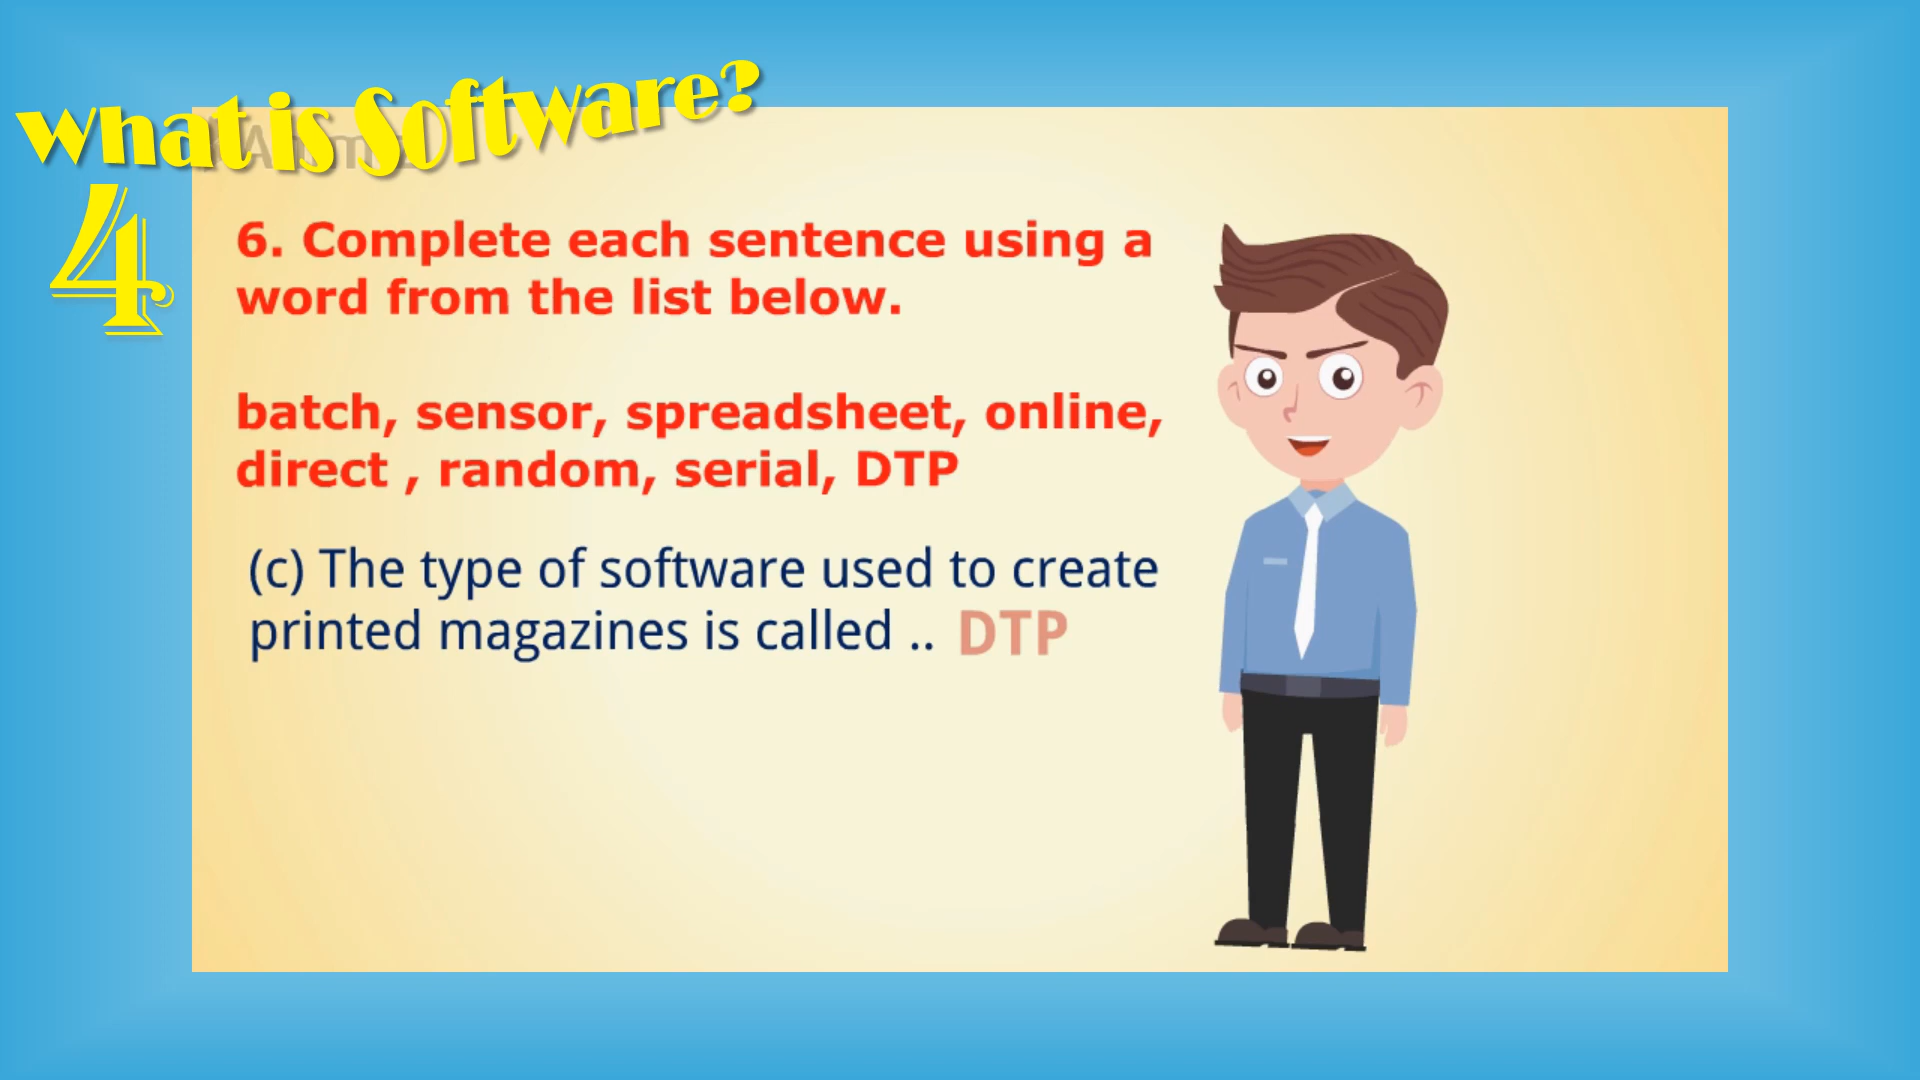 What is Software?
4
6. Complete each sentence using a
word from the list below.
batch, sensor, spreadsheet, online,
direct , random, serial, DTP
(c) The type of software used to create
printed magazines is called .. DTP